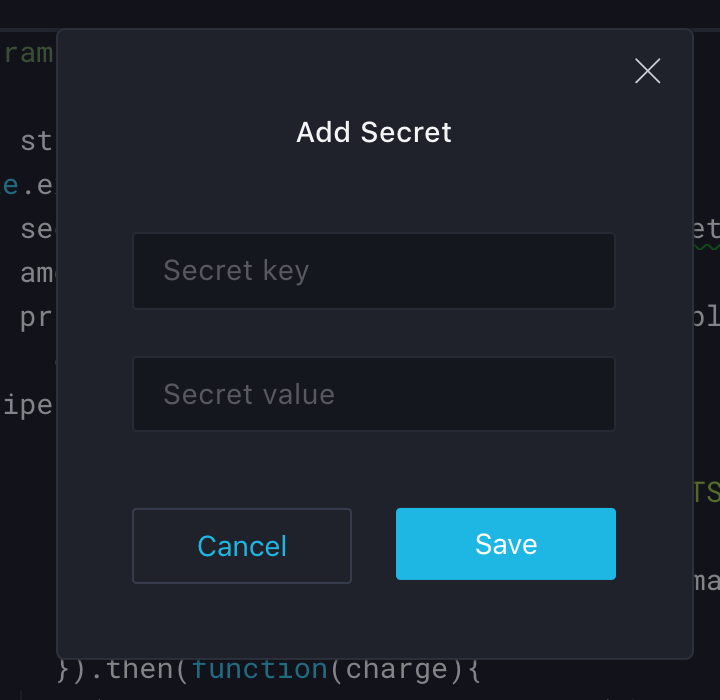 ram
Add Secret
st
e.e
se
et
Secret key
am
pr
pl
Secret value
ipe
TS
Cancel
Save
ma
}).then(function(charge){